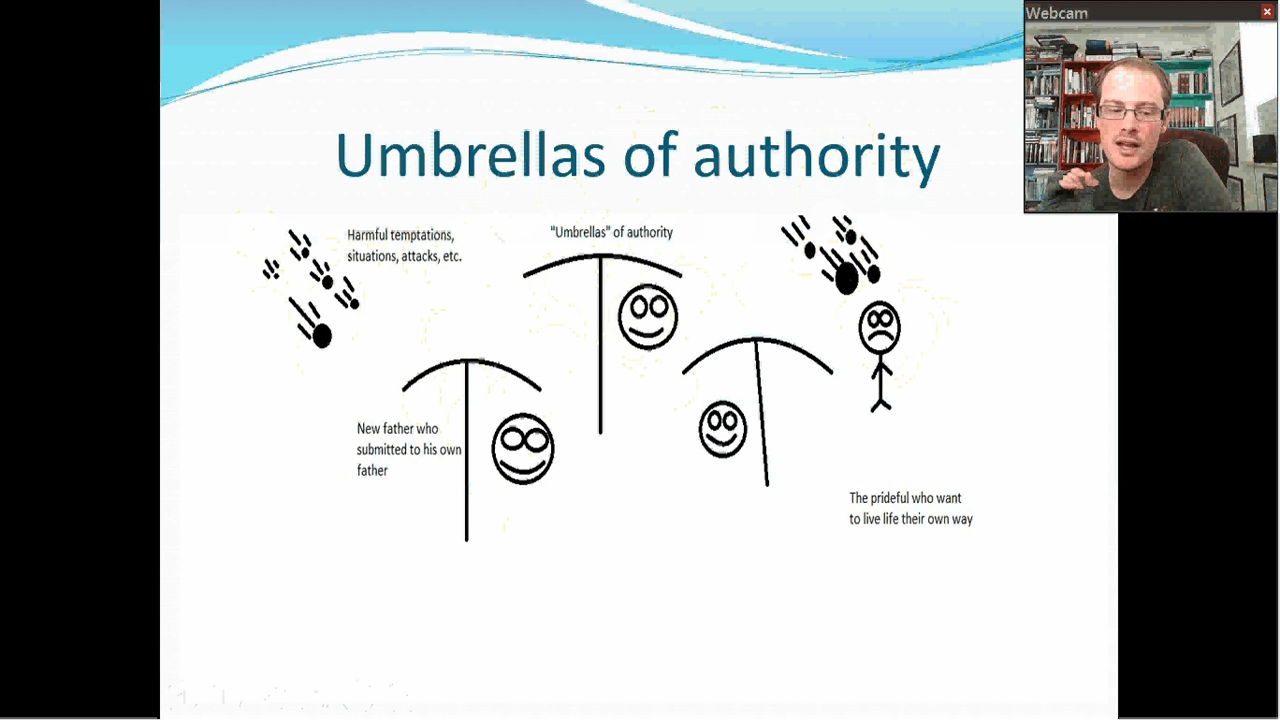 Webcam
Umbrellas of authority
Harmful temptations,
situations, attacks, etc.
"Umbrellas" of authority
New father who
submitted to his own
father
The prideful who want
to live life their own way